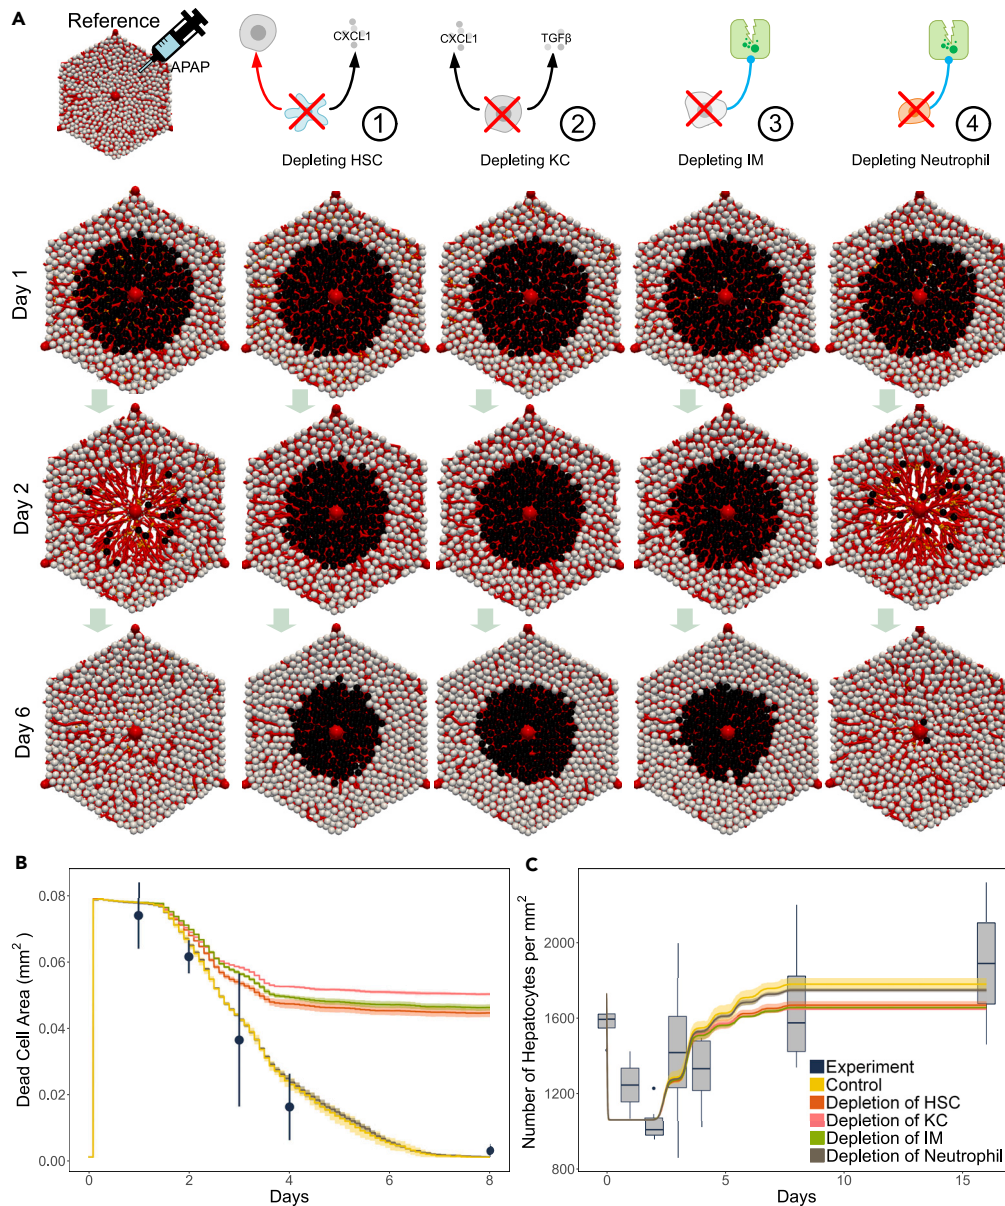 A
Reference
APAP
CXCL1
1
Depleting HSC
CXCL1
TGFβ
2
Depleting KC
3
Depleting IM
4
Depleting Neutrophil
Day 1
Day 2
Day 6
B
Dead Cell Area (mm²)
0.08
0.06
0.04
0.02
0.00
0
2
4
6
8
Days
C
Number of Hepatocytes per mm²
2000
1600
1200
800
0
5
10
15
Days
Experiment
Control
Depletion of HSC
Depletion of KC
Depletion of IM
Depletion of Neutrophil